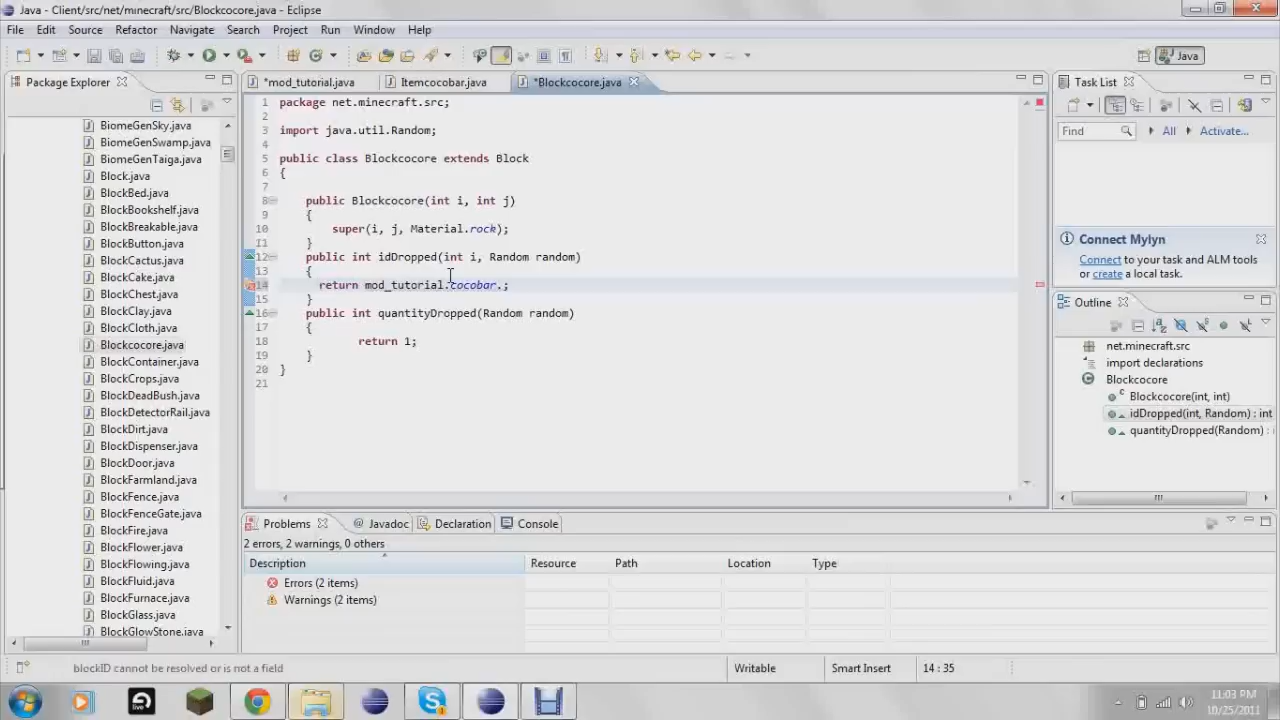 Java - Client/src/net/minecraft/src/Blockcocore.java - Eclipse
File Edit Source Refactor Navigate Search Project Run Window Help
Java
Package Explorer
*mod_tutorial.java Itemcocobar.java *Blockcocore.java
Task List
BiomeGenSky.java
BiomeGenSwamp.java
BiomeGenTaiga.java
Block.java
BlockBed.java
BlockBookshelf.java
BlockBreakable.java
BlockButton.java
BlockCactus.java
BlockCake.java
BlockChest.java
BlockClay.java
BlockCloth.java
Blockcocore.java
BlockContainer.java
BlockCrops.java
BlockDeadBush.java
BlockDetectorRail.java
BlockDirt.java
BlockDispenser.java
BlockDoor.java
BlockFarmland.java
BlockFence.java
BlockFenceGate.java
BlockFire.java
BlockFlower.java
BlockFlowing.java
BlockFluid.java
BlockFurnace.java
BlockGlass.java
BlockGlowStone.java
1 package net.minecraft.src;
2
3 import java.util.Random;
4
5 public class Blockcocore extends Block
6 {
7
8 public Blockcocore(int i, int j)
9 {
10 super(i, j, Material.rock);
11 }
12 public int idDropped(int i, Random random)
13 {
14 return mod_tutorial.cocobar.;
15 }
16 public int quantityDropped(Random random)
17 {
18 return 1;
19 }
20 }
21
Find All Activate...
Connect Mylyn
Connect to your task and ALM tools
or create a local task.
Outline
net.minecraft.src
import declarations
Blockcocore
Blockcocore(int, int)
idDropped(int, Random) : int
quantityDropped(Random) : i
Problems @ Javadoc Declaration Console
2 errors, 2 warnings, 0 others
Description Resource Path Location Type
Errors (2 items)
Warnings (2 items)
blockID cannot be resolved or is not a field Writable Smart Insert 14 : 35
live
11:03 PM
10/25/2011